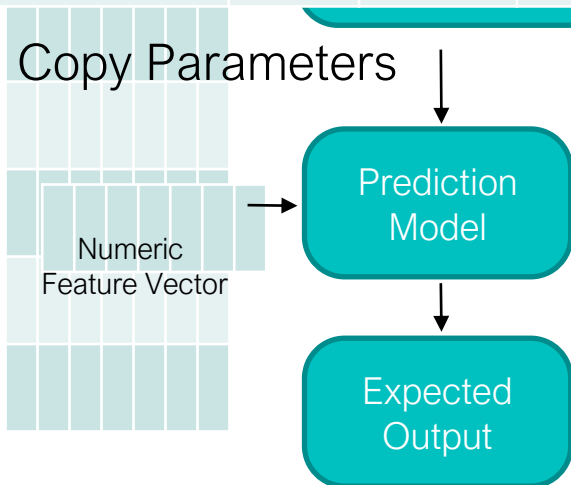 Copy Parameters
Prediction
Model
Numeric
Feature Vector
Expected
Output